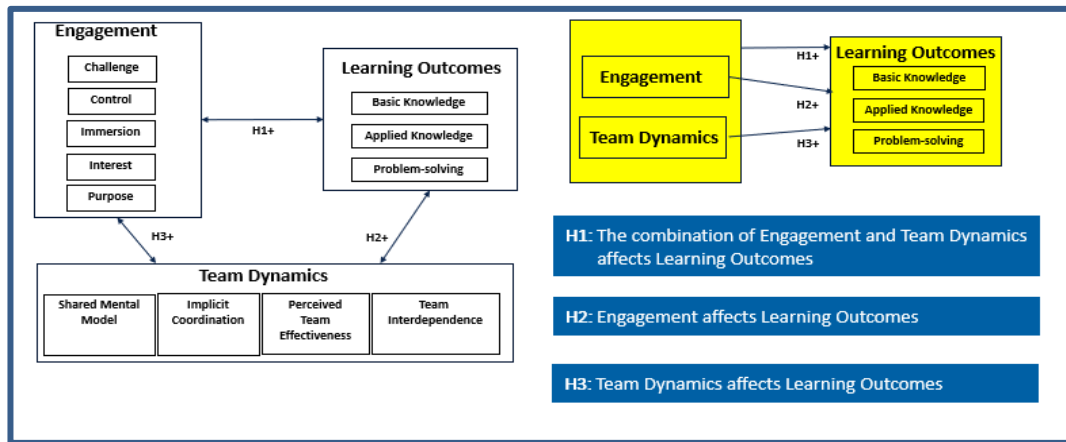 Engagement
Challenge
Control
Immersion
Interest
Purpose
H1+
Learning Outcomes
Basic Knowledge
Applied Knowledge
Problem-solving
H3+
H2+
Team Dynamics
Shared Mental
Model
Implicit
Coordination
Perceived
Team
Effectiveness
Team
Interdependence
Engagement
Team Dynamics
H1+
H2+
H3+
Learning Outcomes
Basic Knowledge
Applied Knowledge
Problem-solving
H1: The combination of Engagement and Team Dynamics
affects Learning Outcomes
H2: Engagement affects Learning Outcomes
H3: Team Dynamics affects Learning Outcomes